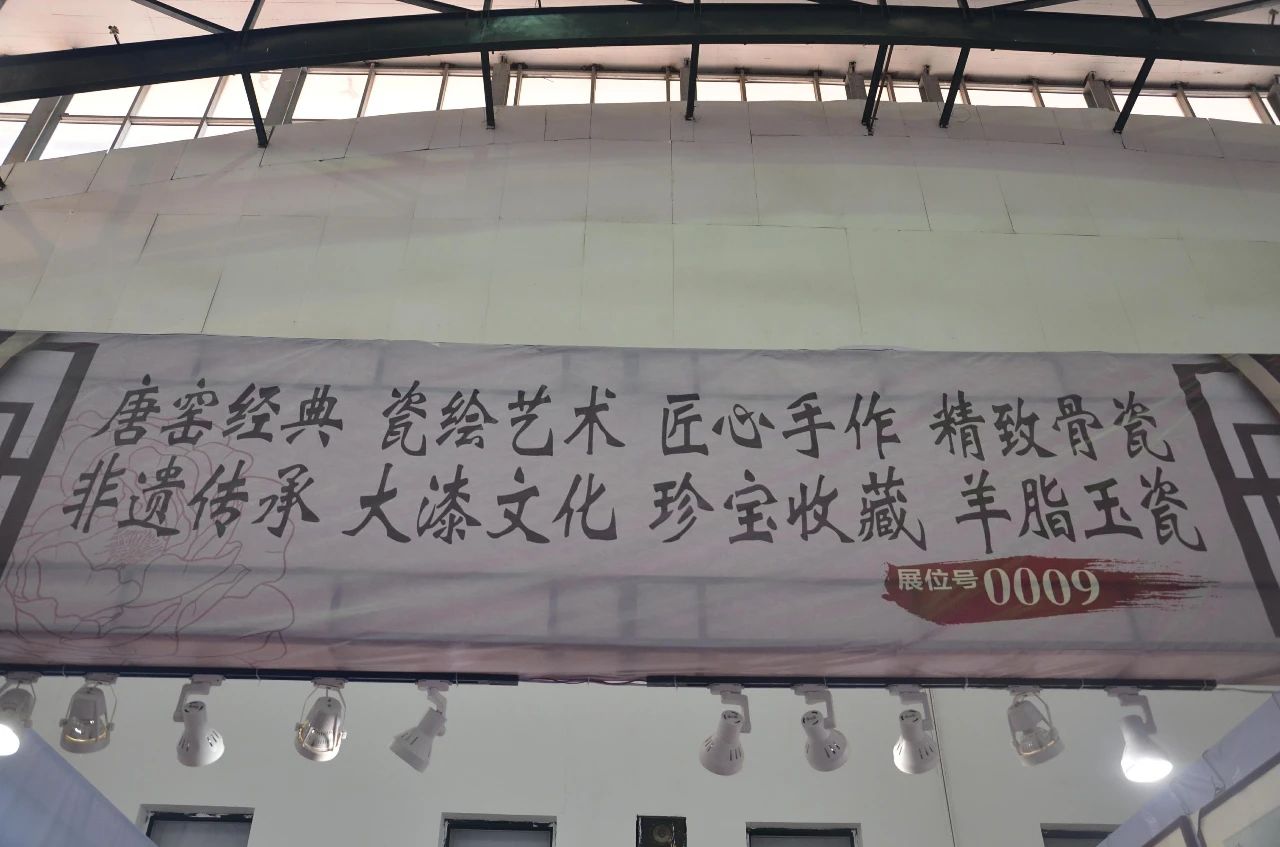 唐窑经典 瓷绘艺术 匠心手作 精致骨瓷
非遗传承 大漆文化 珍宝收藏 羊脂玉瓷
展位号0009